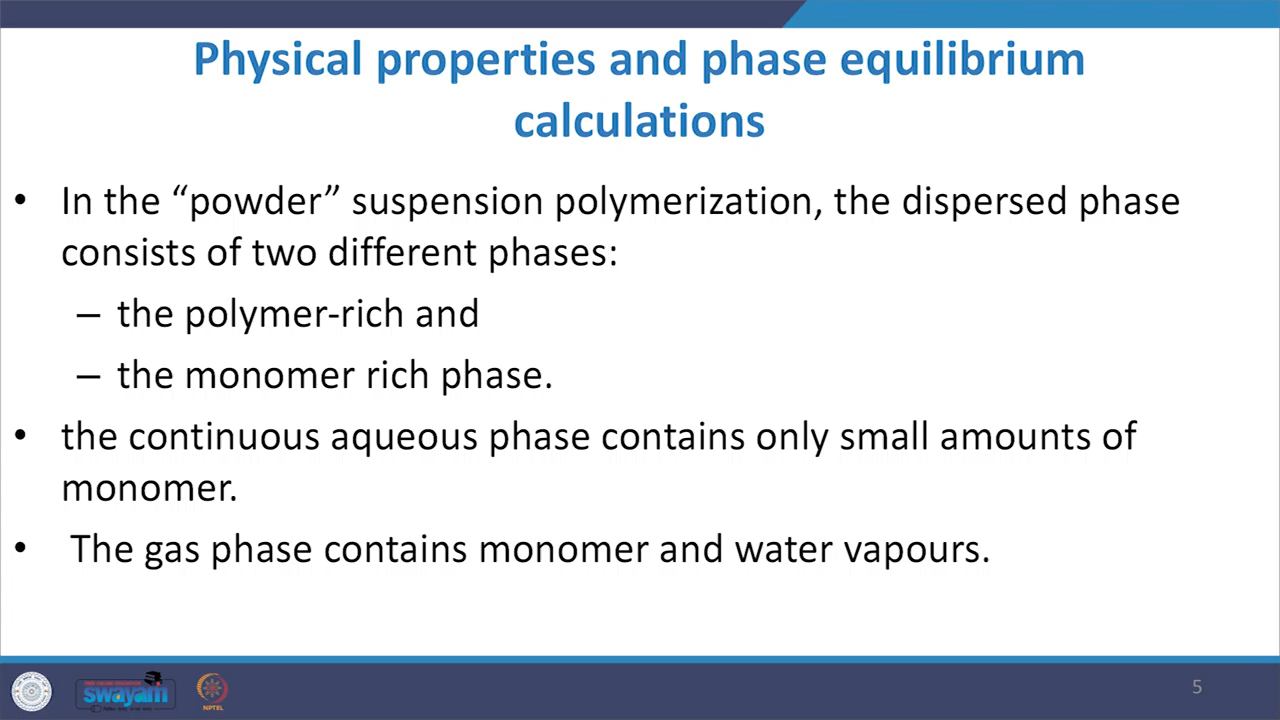 Physical properties and phase equilibrium
calculations
• In the “powder” suspension polymerization, the dispersed phase
consists of two different phases:
– the polymer-rich and
– the monomer rich phase.
• the continuous aqueous phase contains only small amounts of
monomer.
• The gas phase contains monomer and water vapours.
swayam
NPTEL
5